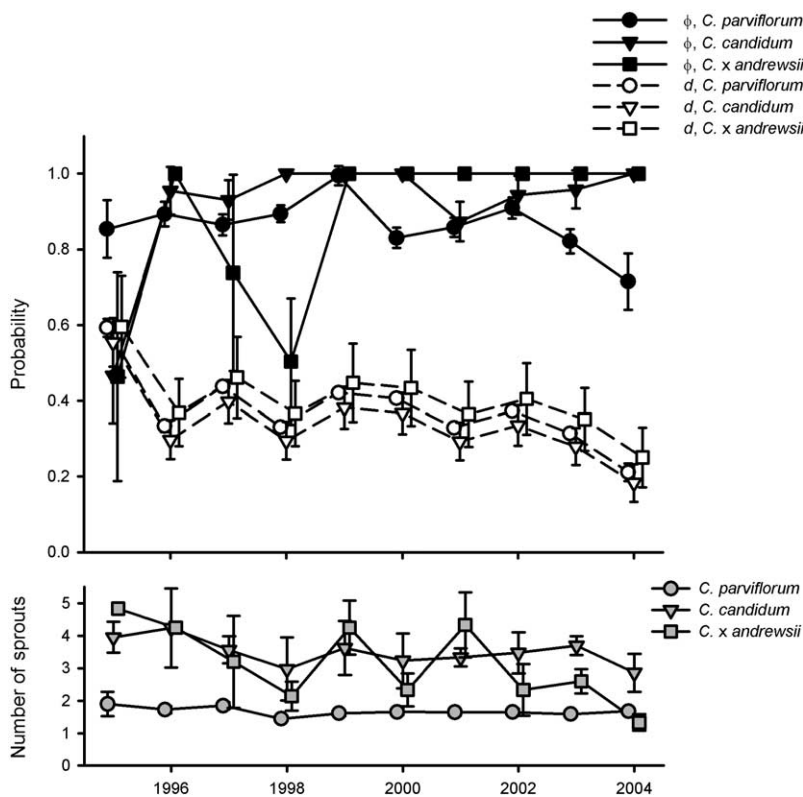 ϕ, C. parviflorum
ϕ, C. candidum
ϕ, C. x andrewsii
d, C. parviflorum
d, C. candidum
d, C. x andrewsii
1.0
0.8
0.6
0.4
0.2
0.0
Probability
C. parviflorum
C. candidum
C. x andrewsii
5
4
3
2
1
0
Number of sprouts
1996 1998 2000 2002 2004